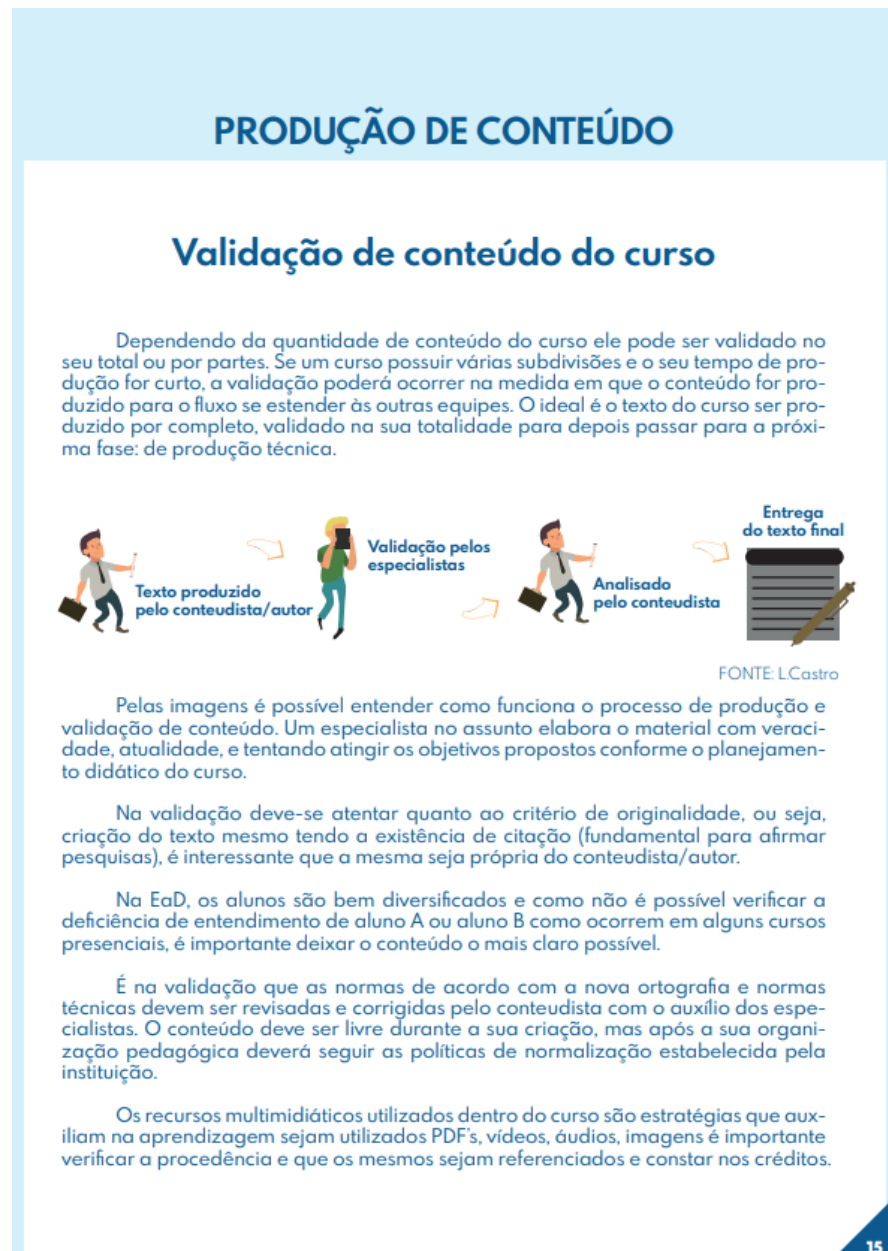 PRODUÇÃO DE CONTEÚDO
Validação de conteúdo do curso
Dependendo da quantidade de conteúdo do curso ele pode ser validado no
seu total ou por partes. Se um curso possuir várias subdivisões e o seu tempo de pro-
dução for curto, a validação poderá ocorrer na medida em que o conteúdo for pro-
duzido para o fluxo se estender às outras equipes. O ideal é o texto do curso ser pro-
duzido por completo, validado na sua totalidade para depois passar para a próxi-
ma fase: de produção técnica.
Texto produzido
pelo conteudista/autor
Validação pelos
especialistas
Analisado
pelo conteudista
Entrega
do texto final
FONTE: L.Castro
Pelas imagens é possível entender como funciona o processo de produção e
validação de conteúdo. Um especialista no assunto elabora o material com veraci-
dade, atualidade, e tentando atingir os objetivos propostos conforme o planejamen-
to didático do curso.
Na validação deve-se atentar quanto ao critério de originalidade, ou seja,
criação do texto mesmo tendo a existência de citação (fundamental para afirmar
pesquisas), é interessante que a mesma seja própria do conteudista/autor.
Na EaD, os alunos são bem diversificados e como não é possível verificar a
deficiência de entendimento de aluno A ou aluno B como ocorrem em alguns cursos
presenciais, é importante deixar o conteúdo o mais claro possível.
É na validação que as normas de acordo com a nova ortografia e normas
técnicas devem ser revisadas e corrigidas pelo conteudista com o auxílio dos espe-
cialistas. O conteúdo deve ser livre durante a sua criação, mas após a sua organi-
zação pedagógica deverá seguir as políticas de normalização estabelecida pela
instituição.
Os recursos multimidiáticos utilizados dentro do curso são estratégias que aux-
iliam na aprendizagem sejam utilizados PDF's, vídeos, áudios, imagens é importante
verificar a procedência e que os mesmos sejam referenciados e constar nos créditos.
15